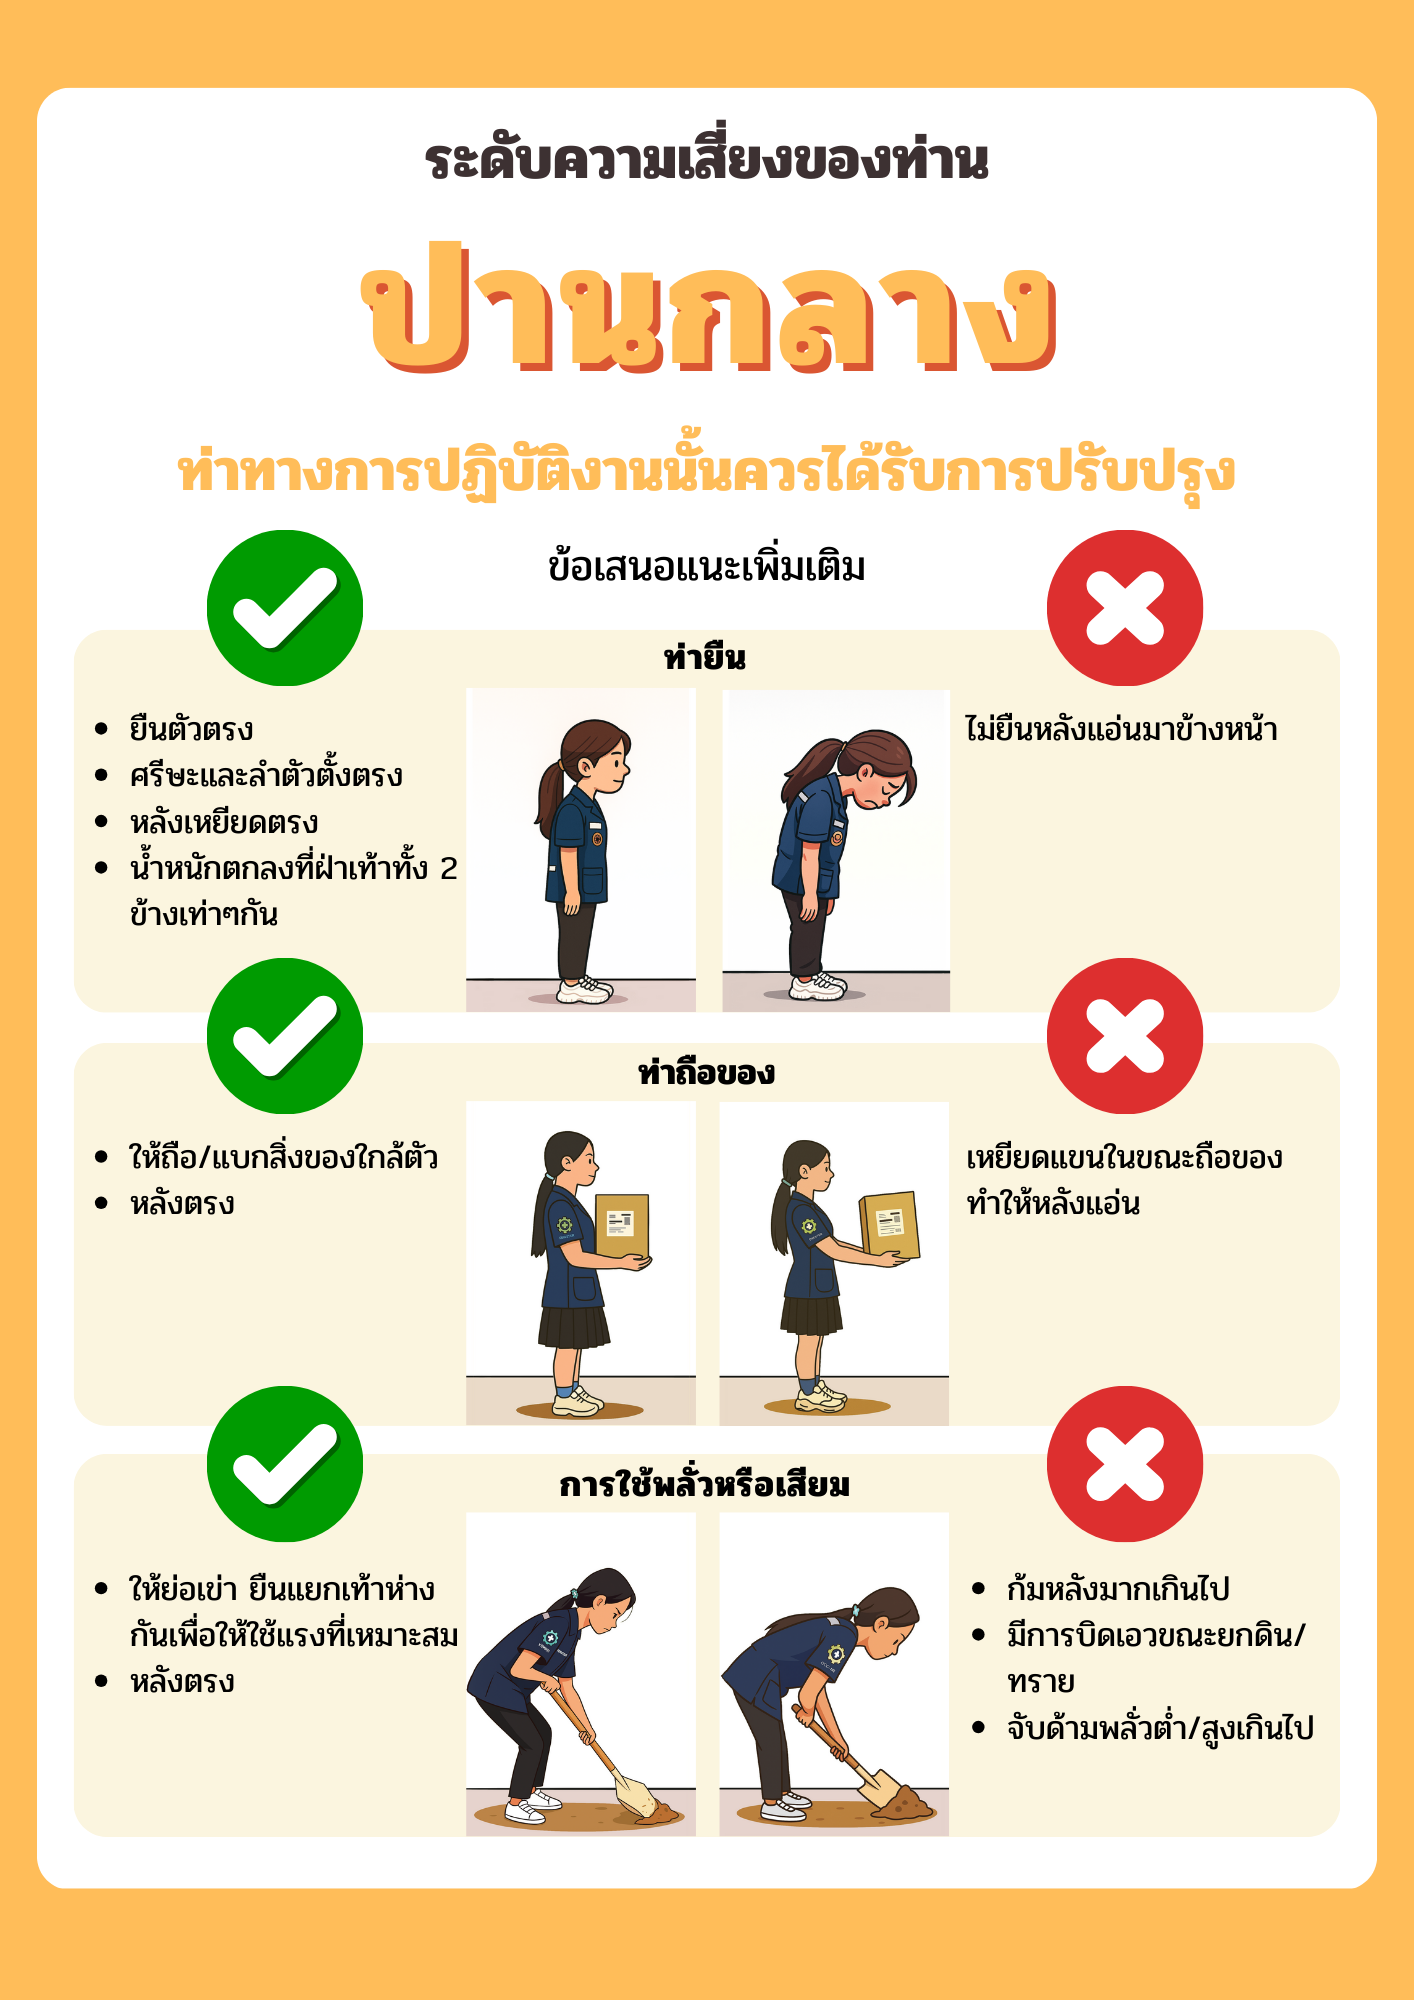 ระดับความเสี่ยงของท่าน
ปานกลาง
ท่าทางการปฏิบัติงานนั้นควรได้รับการปรับปรุง
ข้อเสนอแนะเพิ่มเติม
ท่ายืน
• ยืนตัวตรง
• ศรีษะและลำตัวตั้งตรง
• หลังเหยียดตรง
• น้ำหนักตกลงที่ฝ่าเท้าทั้ง 2
ข้างเท่าๆกัน
ไม่ยืนหลังแอ่นมาข้างหน้า
ท่าถือของ
• ให้ถือ/แบกสิ่งของใกล้ตัว
• หลังตรง
เหยียดแขนในขณะถือของ
ทำให้หลังแอ่น
การใช้พลั่วหรือเสียม
• ให้ย่อเข่า ยืนแยกเท้าห่าง
กันเพื่อให้ใช้แรงที่เหมาะสม
• หลังตรง
• ก้มหลังมากเกินไป
• มีการบิดเอวขณะยกดิน/
ทราย
• จับด้ามพลั่วต่ำ/สูงเกินไป